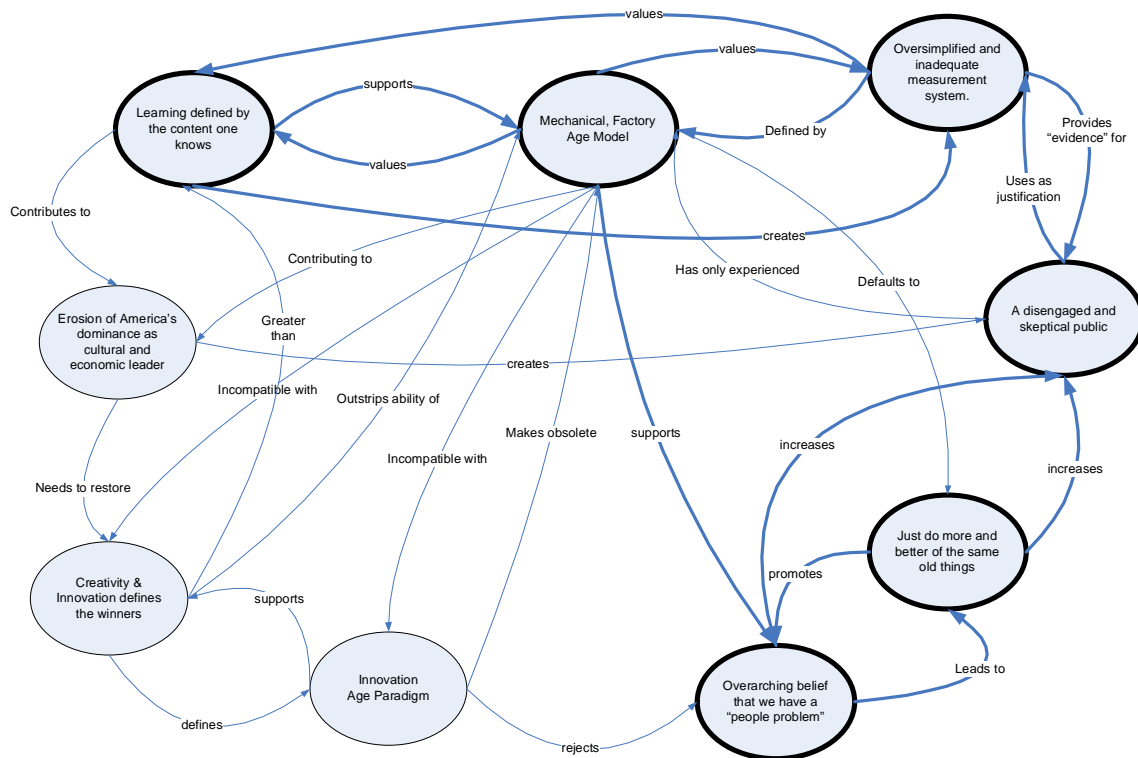 values
values
Oversimplified and
inadequate
measurement
system.
supports
Learning defined by
the content one
knows
Mechanical, Factory
Age Model
Defined by
Provides
“evidence” for
values
Uses as
justification
Contributes to
creates
Contributing to
Has only experienced
Defaults to
Erosion of America’s
dominance as
cultural and
economic leader
Greater
than
A disengaged and
skeptical public
creates
Incompatible with
Outstrips ability of
Makes obsolete
supports
increases
Incompatible with
increases
Needs to restore
Just do more and
better of the same
old things
Creativity &
Innovation defines
the winners
supports
promotes
Innovation
Age Paradigm
Leads to
Overarching belief
that we have a
“people problem”
defines
rejects